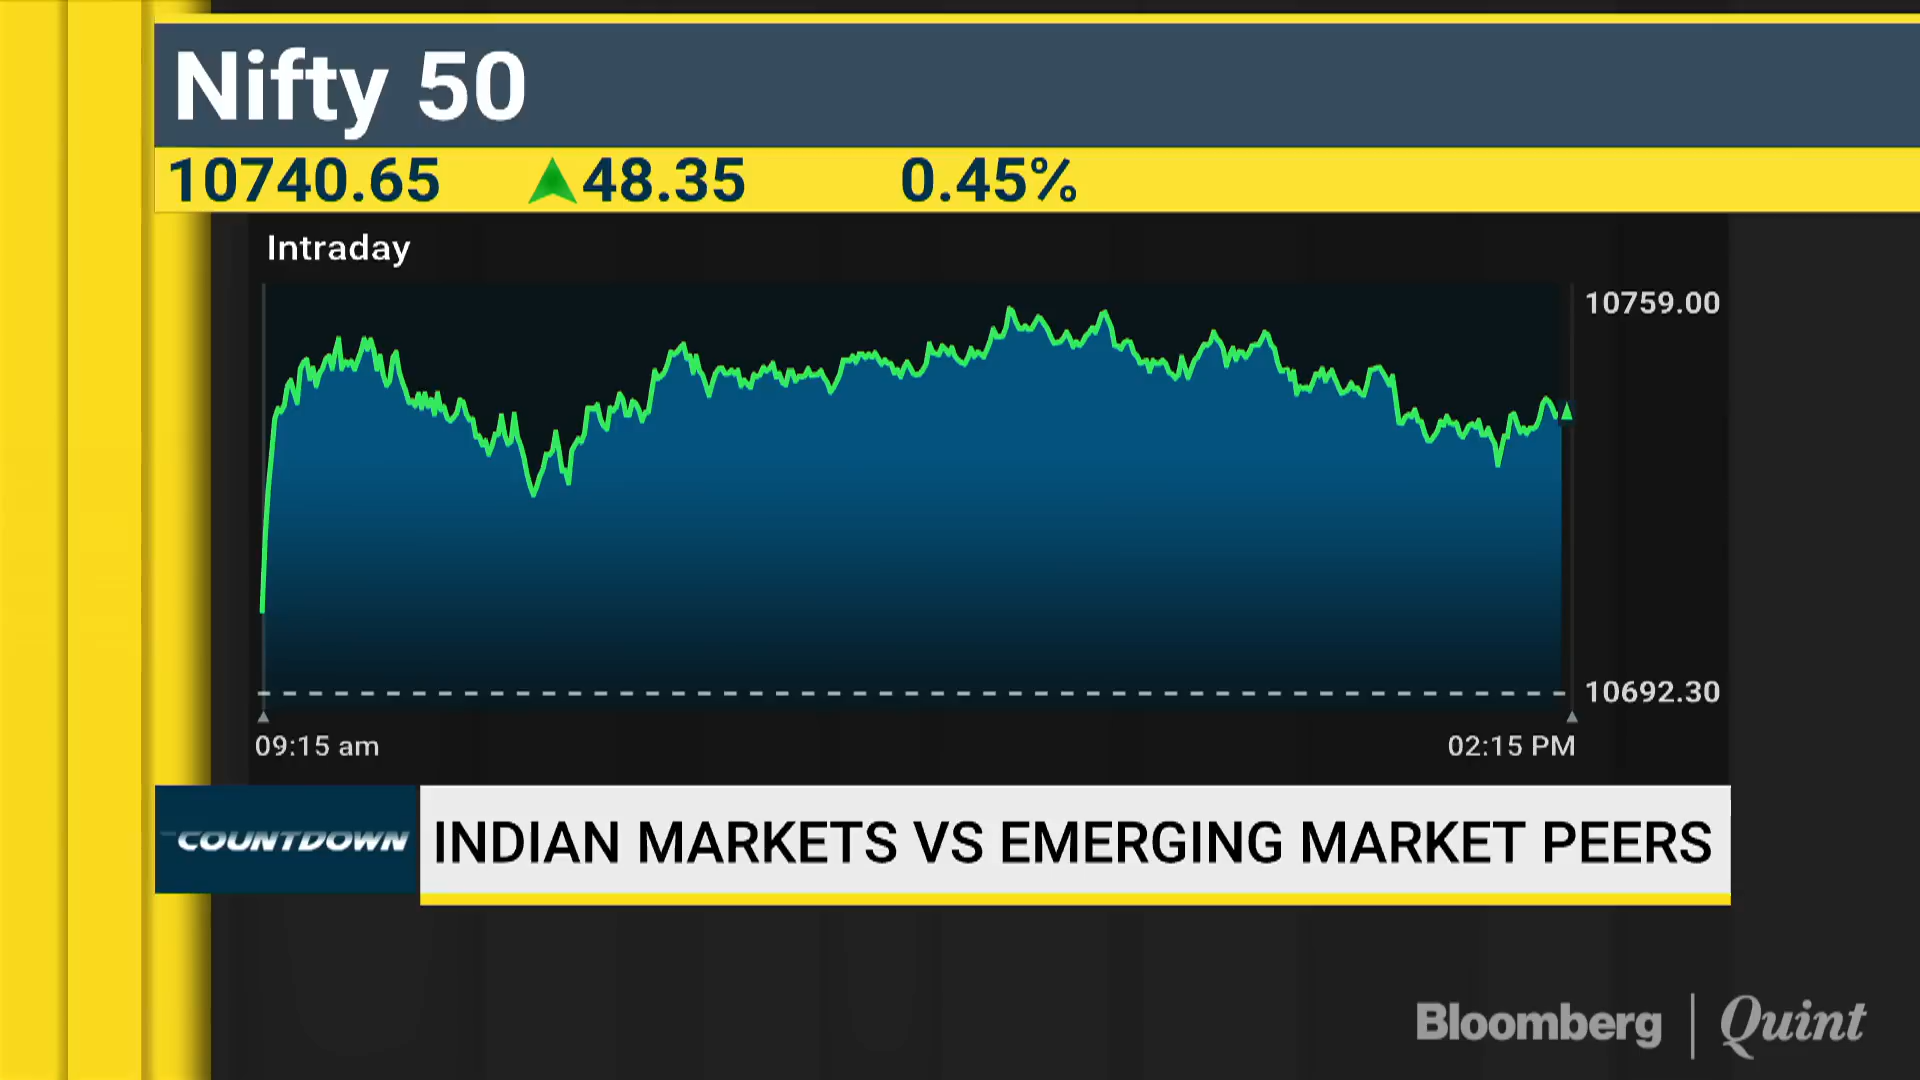 Nifty 50
10740.65 ▲48.35 0.45%
Intraday
10759.00
10692.30
09:15 am 02:15 PM
COUNTDOWN INDIAN MARKETS VS EMERGING MARKET PEERS
Bloomberg | Quint